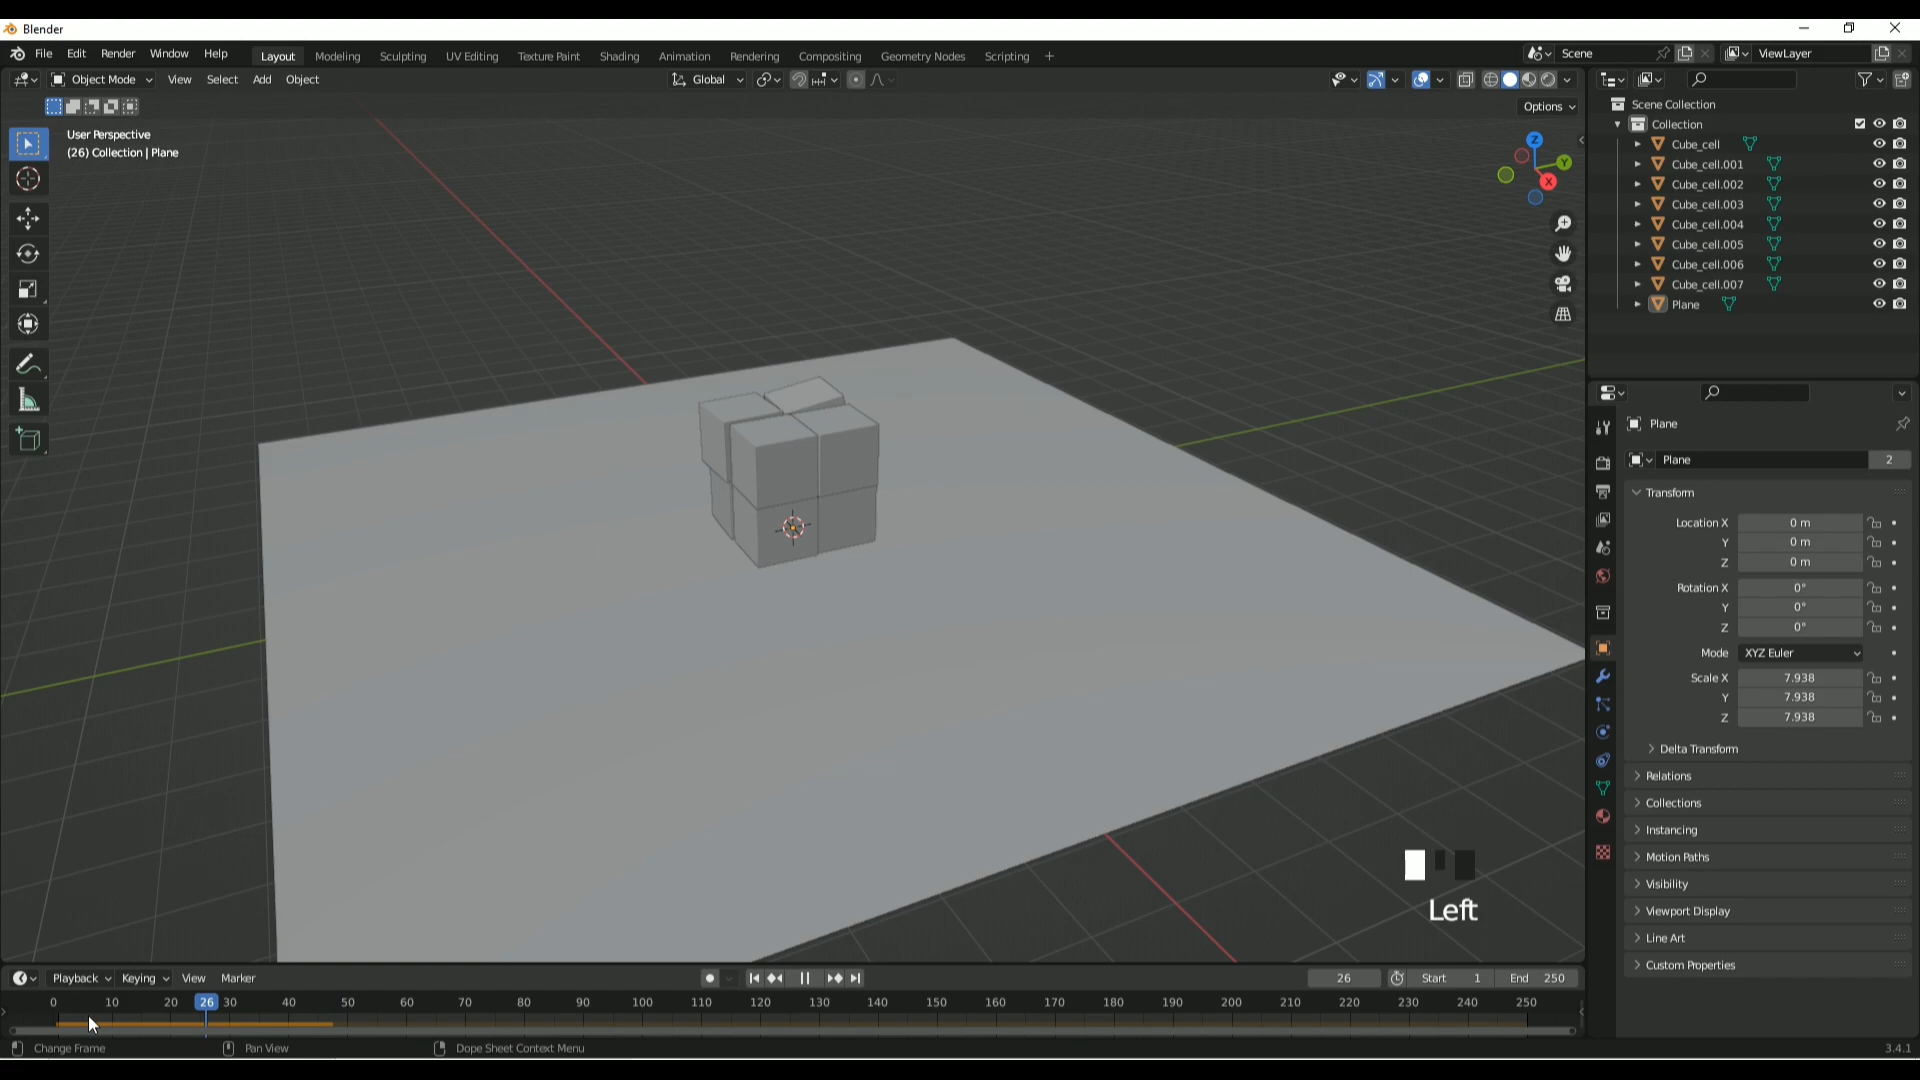 Blender
File Edit Render Window Help Layout Modeling Sculpting UV Editing Texture Paint Shading Animation Rendering Compositing Geometry Nodes Scripting + Scene ViewLayer
Object Mode View Select Add Object Global
Options
User Perspective
(26) Collection | Plane
Z
Y
X
Scene Collection
Collection
Cube_cell
Cube_cell.001
Cube_cell.002
Cube_cell.003
Cube_cell.004
Cube_cell.005
Cube_cell.006
Cube_cell.007
Plane
Plane
Plane 2
Transform
Location X 0 m
Y 0 m
Z 0 m
Rotation X 0°
Y 0°
Z 0°
Mode XYZ Euler
Scale X 7.938
Y 7.938
Z 7.938
Delta Transform
Relations
Collections
Instancing
Motion Paths
Visibility
Viewport Display
Line Art
Custom Properties
Left
Playback Keying View Marker 26 Start 1 End 250
0 10 20 26 30 40 50 60 70 80 90 100 110 120 130 140 150 160 170 180 190 200 210 220 230 240 250
Change Frame Pan View Dope Sheet Context Menu 3.4.1